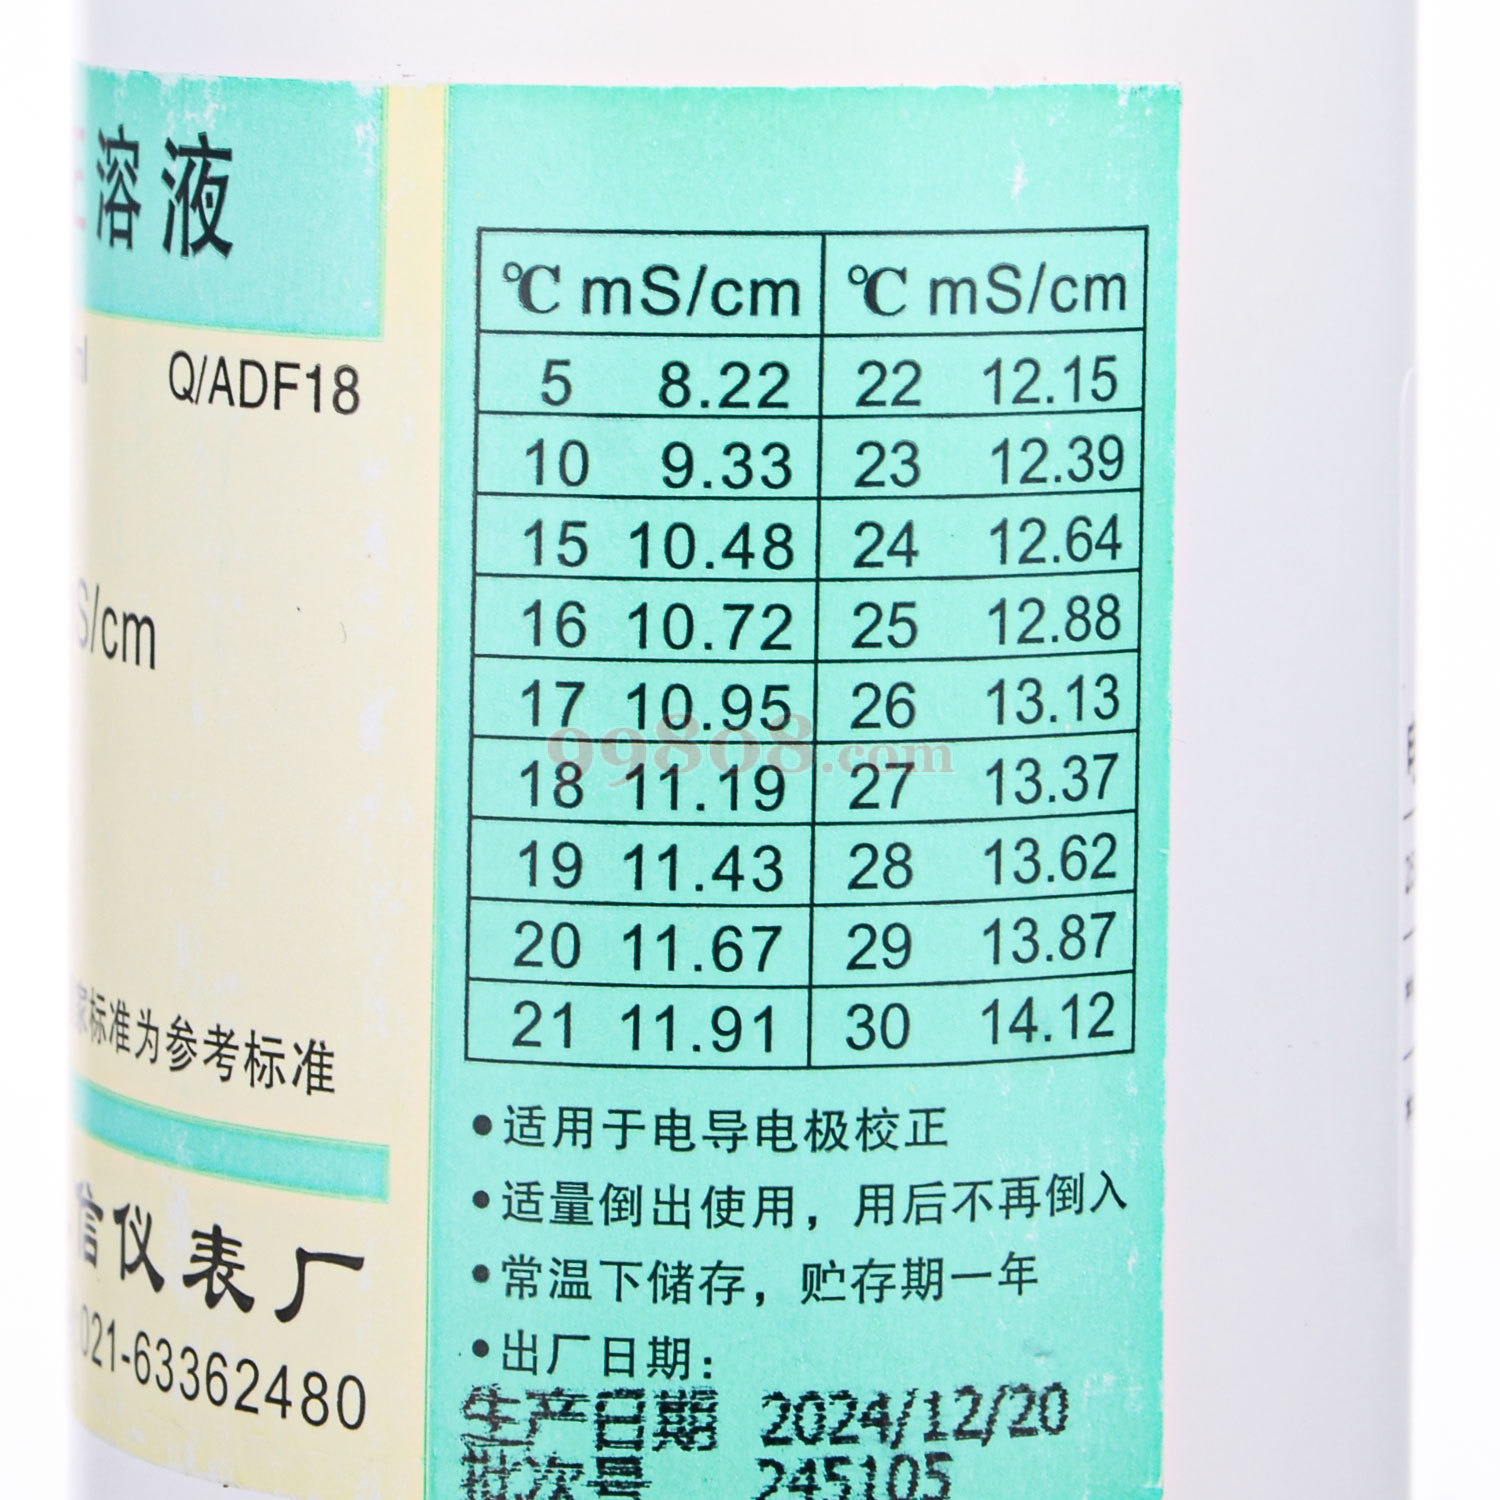 溶液
Q/ADF18
S/cm
家标准为参考标准
信仪表厂
021-63362480
℃ mS/cm ℃ mS/cm
5 8.22 22 12.15
10 9.33 23 12.39
15 10.48 24 12.64
16 10.72 25 12.88
17 10.95 26 13.13
18 11.19 27 13.37
19 11.43 28 13.62
20 11.67 29 13.87
21 11.91 30 14.12
99808.com
•适用于电导电极校正
•适量倒出使用，用后不再倒入
•常温下储存，贮存期一年
•出厂日期：
生产日期 2024/12/20
批次号 245105